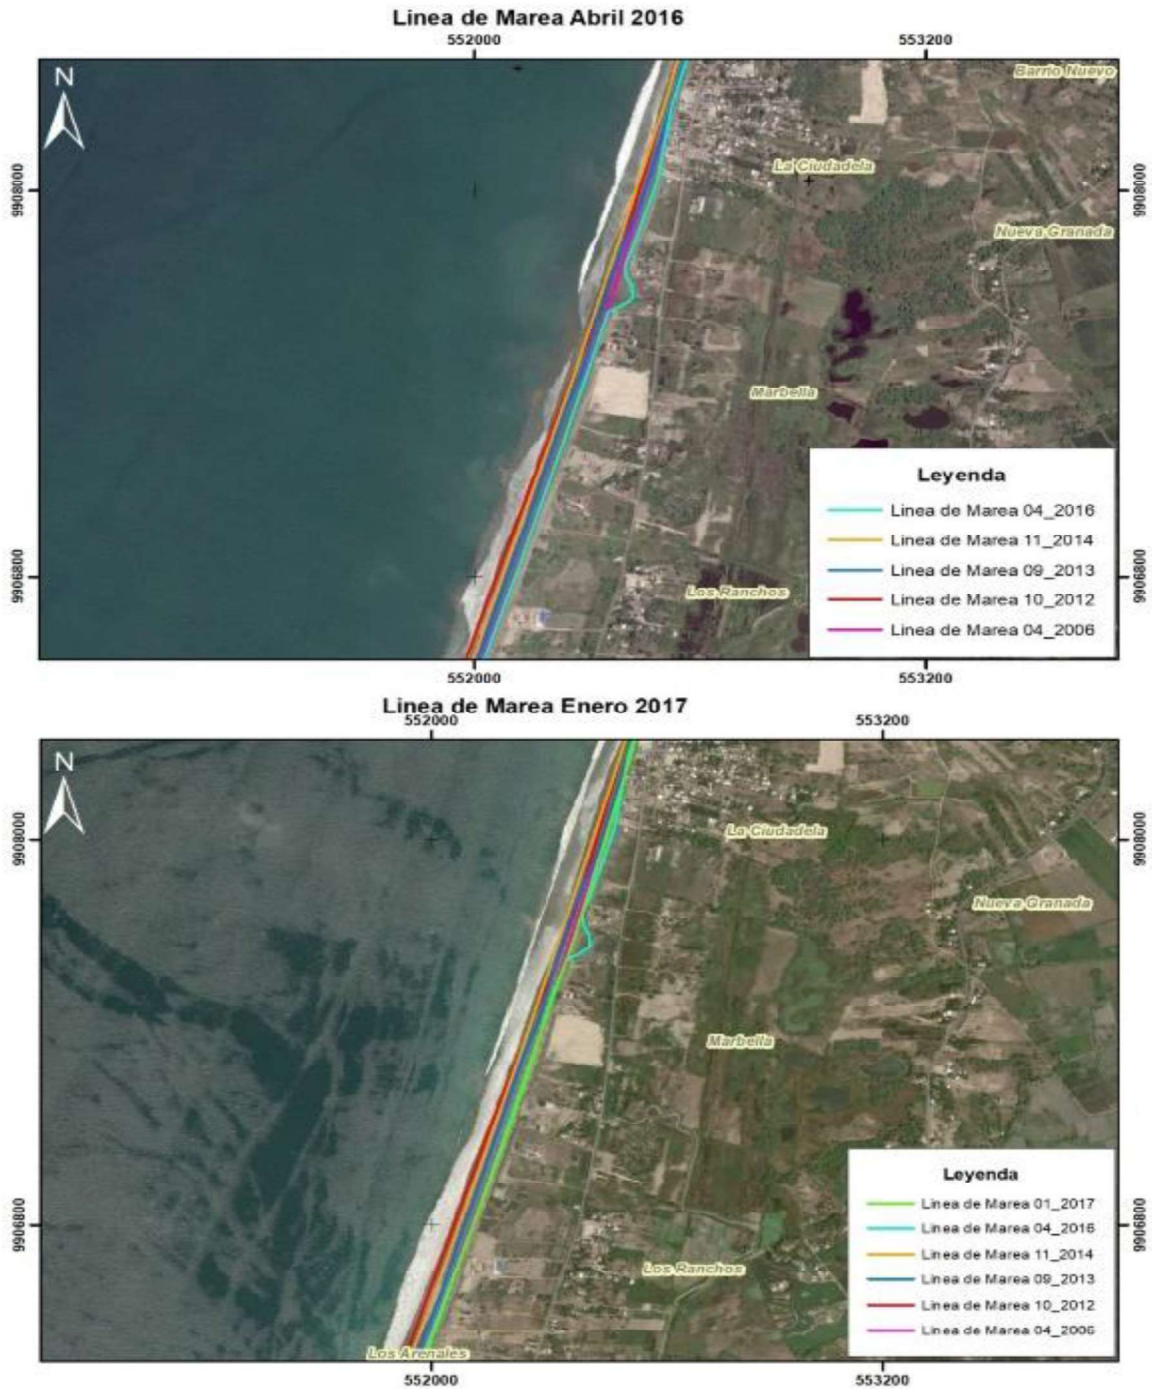 Linea de Marea Abril 2016
552000 553200
N
Barrio Nuevo
La Ciudadela
9908000 9908000
Nueva Granada
Marbella
Leyenda
Linea de Marea 04_2016
Linea de Marea 11_2014
Linea de Marea 09_2013
Linea de Marea 10_2012
Linea de Marea 04_2006
9906800 9906800
Los Ranchos
552000 553200
Linea de Marea Enero 2017
552000 553200
N
La Ciudadela
9908000 9908000
Nueva Granada
Marbella
Leyenda
Linea de Marea 01_2017
Linea de Marea 04_2016
Linea de Marea 11_2014
Linea de Marea 09_2013
Linea de Marea 10_2012
Linea de Marea 04_2006
9906800 9906800
Los Ranchos
Los Arenales
552000 553200